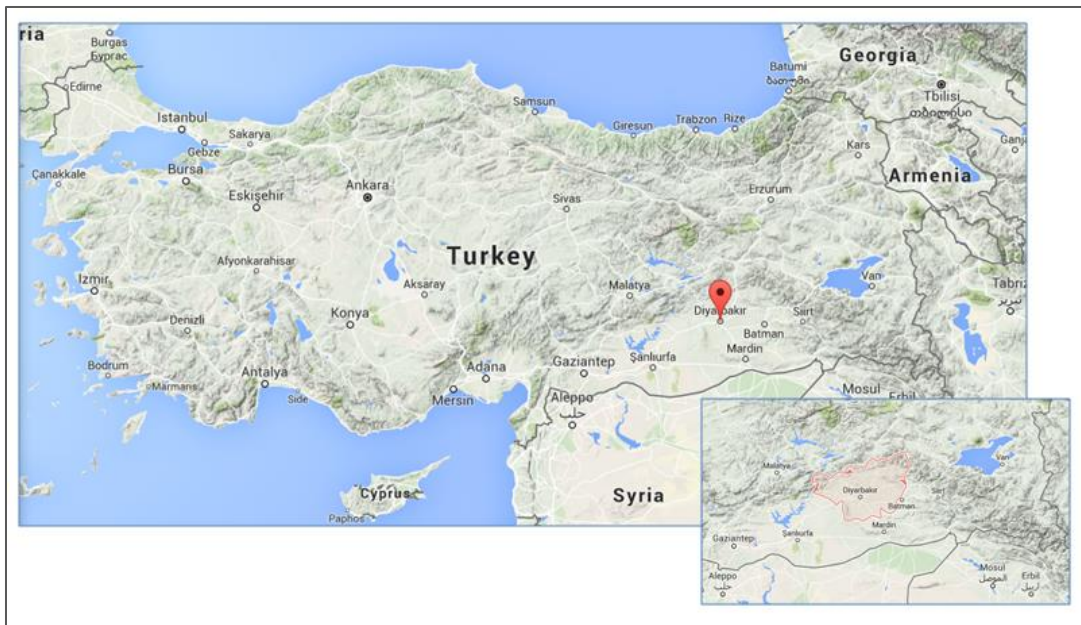 ria
Burgas
Бургас
Edirne
Istanbul
Gebze
Sakarya
Bursa
Çanakkale
Eskişehir
Ankara
Samsun
Giresun
Trabzon
Rize
Batumi
ბათუმი
Georgia
Tbilisi
თბილისი
Kars
Armenia
Sivas
Erzurum
Turkey
Afyonkarahisar
Izmir
Aksaray
Malatya
Van
Diyarbakır
Siirt
Batman
Konya
Denizli
Mardin
Şanlıurfa
Gaziantep
Adana
Mersin
Bodrum
Marmaris
Antalya
Side
Aleppo
حلب
Mosul
Cyprus
Paphos
Syria
تبریز
Malatya
Van
Diyarbakır
Siirt
Batman
Mardin
Şanlıurfa
Gaziantep
Aleppo
حلب
Mosul
الموصل
Erbil
أربيل